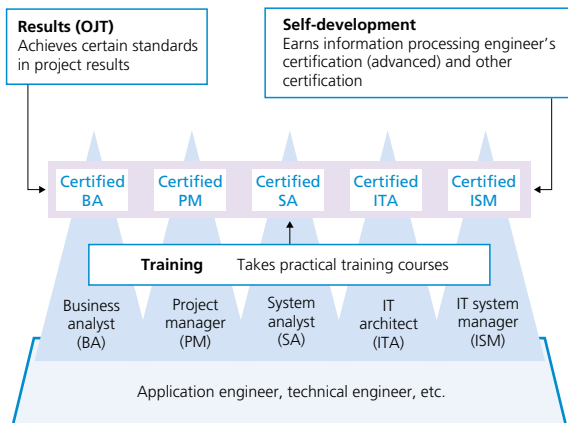 Results (OJT)
Achieves certain standards
in project results
Self-development
Earns information processing engineer’s
certification (advanced) and other
certification
Certified
BA
Certified
PM
Certified
SA
Certified
ITA
Certified
ISM
Training Takes practical training courses
Business
analyst
(BA)
Project
manager
(PM)
System
analyst
(SA)
IT
architect
(ITA)
IT system
manager
(ISM)
Application engineer, technical engineer, etc.